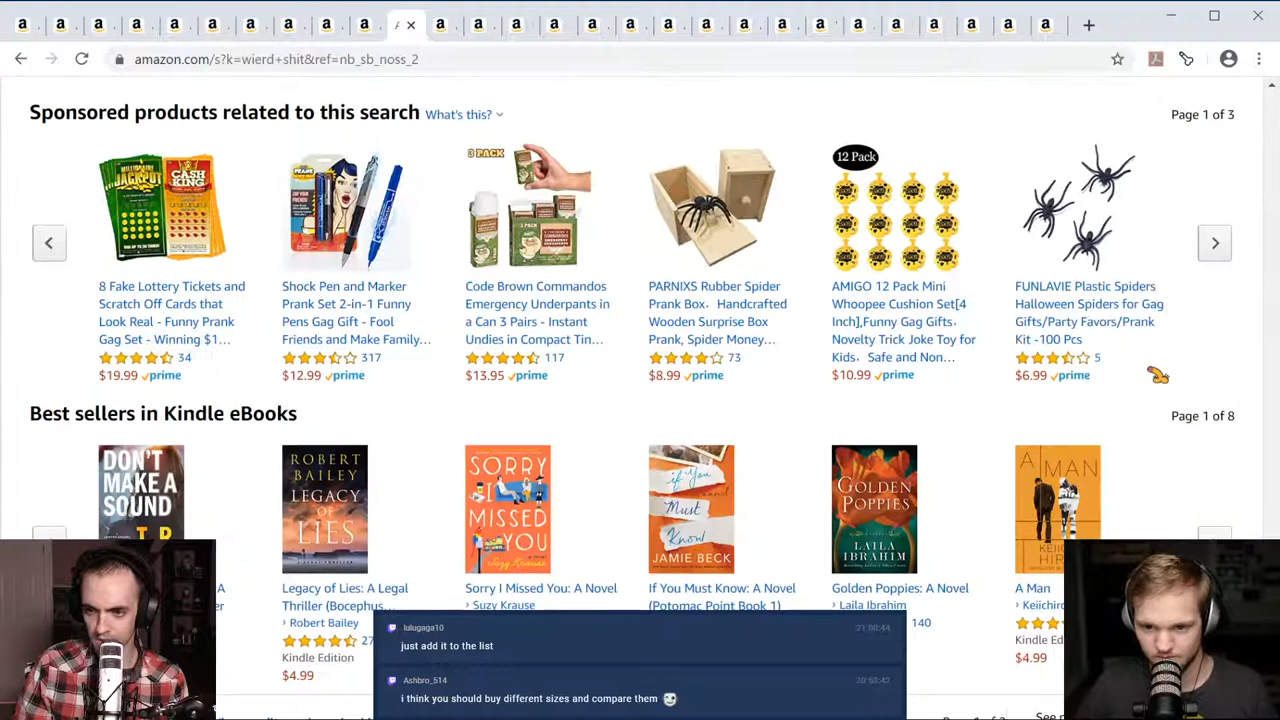 amazon.com/s?k=wierd+shit&ref=nb_sb_noss_2
Sponsored products related to this search What's this?
Page 1 of 3
MILLIONAIRE JACKPOT
CASH KING
3 PACK
12 Pack
8 Fake Lottery Tickets and
Scratch Off Cards that
Look Real - Funny Prank
Gag Set - Winning $1...
34
$19.99 prime
Shock Pen and Marker
Prank Set 2-in-1 Funny
Pens Gag Gift - Fool
Friends and Make Family...
317
$12.99 prime
Code Brown Commandos
Emergency Underpants in
a Can 3 Pairs - Instant
Undies in Compact Tin...
117
$13.95 prime
PARNIXS Rubber Spider
Prank Box，Handcrafted
Wooden Surprise Box
Prank, Spider Money...
73
$8.99 prime
AMIGO 12 Pack Mini
Whoopee Cushion Set[4
Inch],Funny Gag Gifts，
Novelty Trick Joke Toy for
Kids，Safe and Non...
$10.99 prime
FUNLAVIE Plastic Spiders
Halloween Spiders for Gag
Gifts/Party Favors/Prank
Kit -100 Pcs
5
$6.99 prime
Best sellers in Kindle eBooks
Page 1 of 8
DON'T
MAKE A
SOUND
T.R.
ROBERT
BAILEY
LEGACY
OF
LIES
SORRY
I MISSED
YOU
Suzy Krause
if you
Must
Know
JAMIE BECK
GOLDEN
POPPIES
LAILA
IBRAHIM
A MAN
Legacy of Lies: A Legal
Thriller (Bocephus...
› Robert Bailey
27
Kindle Edition
$4.99
Sorry I Missed You: A Novel
› Suzy Krause
If You Must Know: A Novel
(Potomac Point Book 1)
Golden Poppies: A Novel
› Laila Ibrahim
140
A Man
› Keiichiro
Kindle Ed
$4.99
lulugaga10
21:00:44
just add it to the list
Ashbro_514
20:58:42
i think you should buy different sizes and compare them